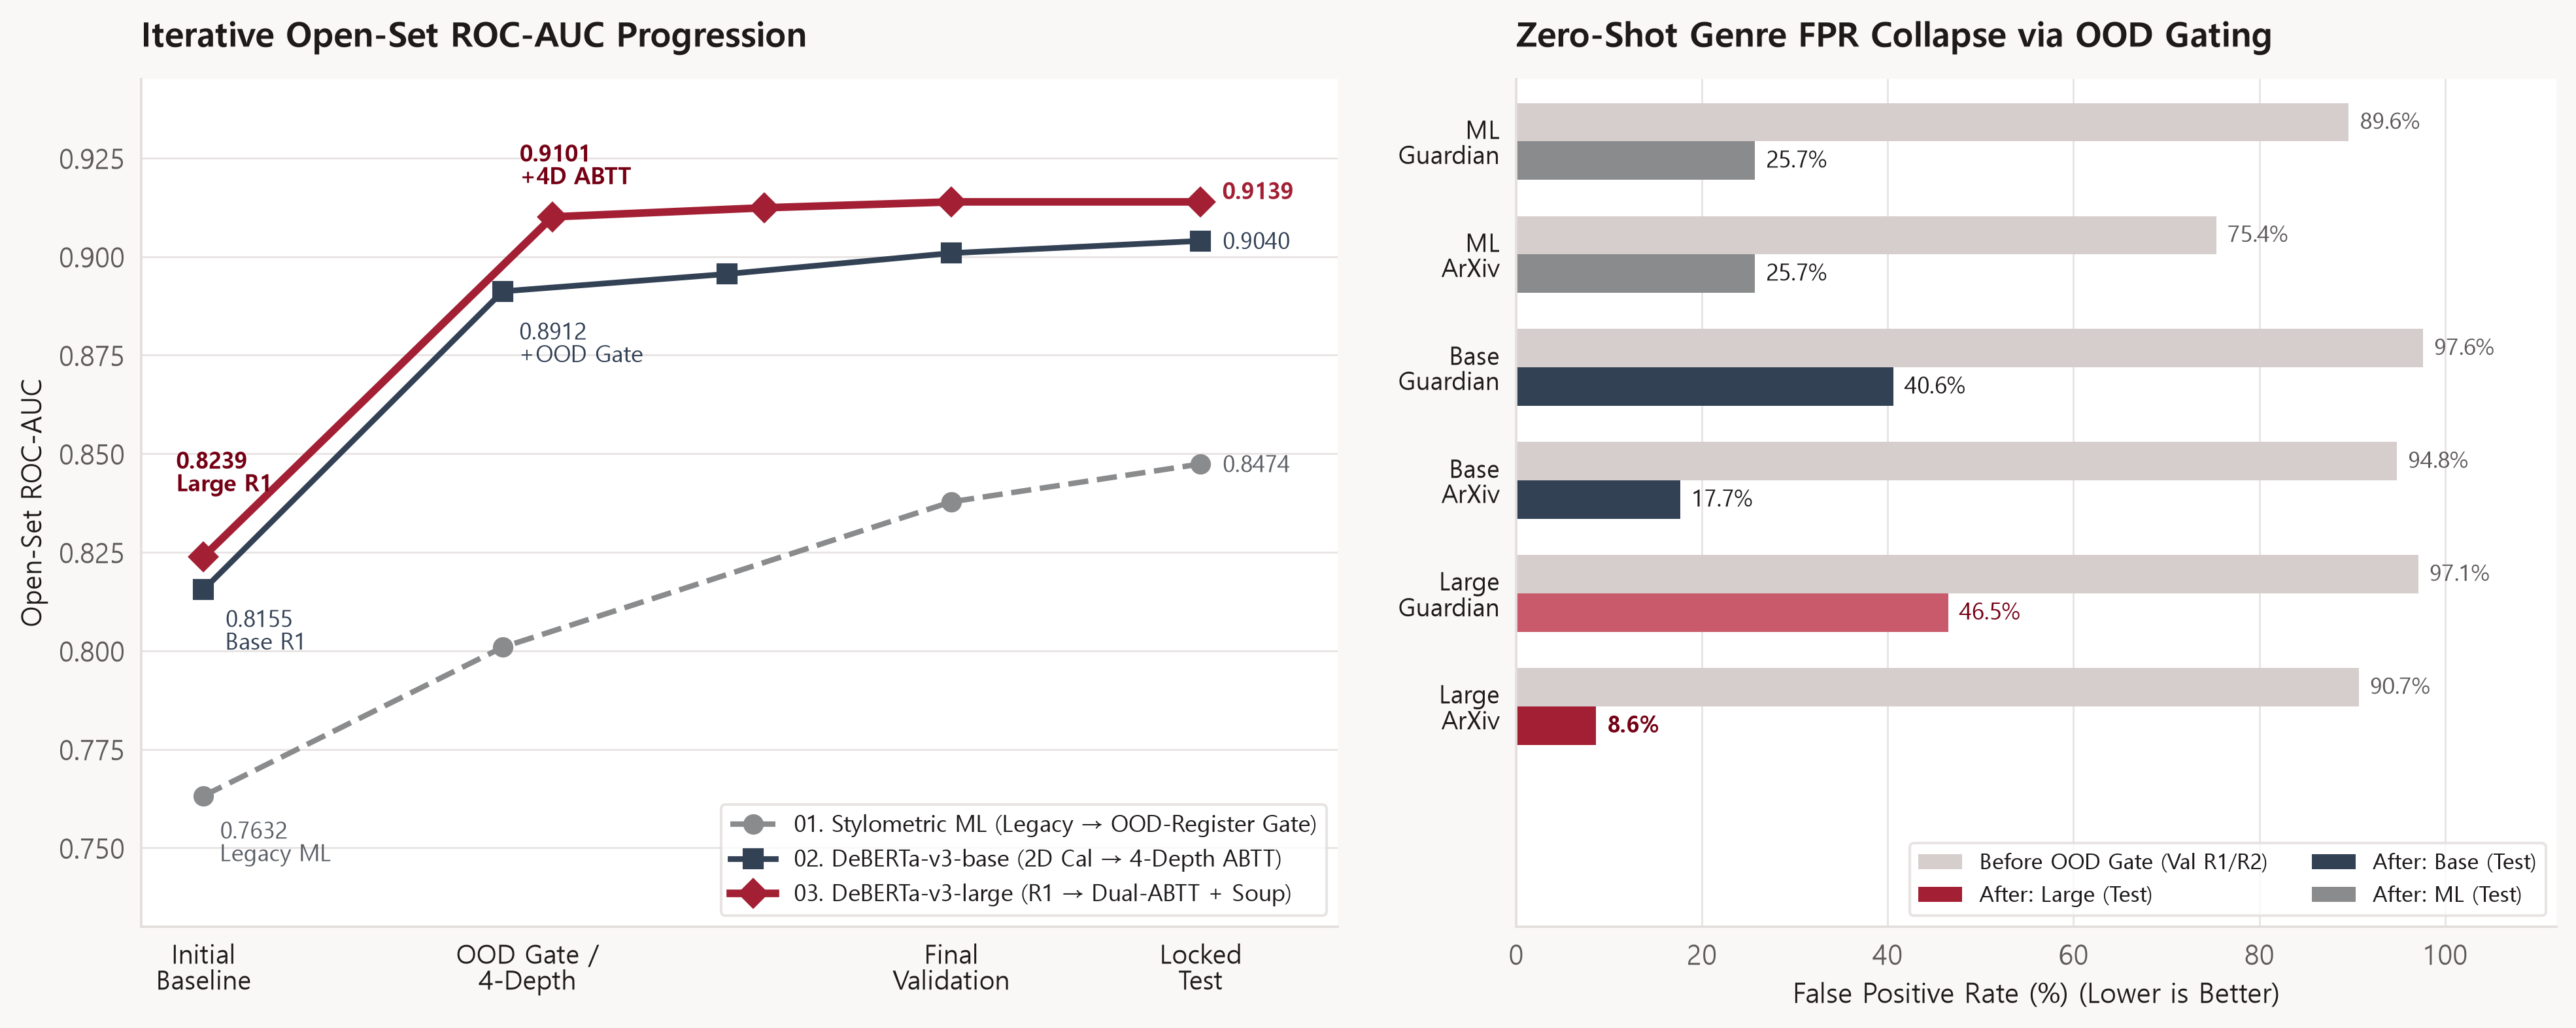 Iterative Open-Set ROC-AUC Progression
Open-Set ROC-AUC
0.925
0.900
0.875
0.850
0.825
0.800
0.775
0.750
0.9101
+4D ABTT
0.9139
0.9040
0.8912
+OOD Gate
0.8239
Large R1
0.8474
0.8155
Base R1
0.7632
Legacy ML
01. Stylometric ML (Legacy → OOD-Register Gate)
02. DeBERTa-v3-base (2D Cal → 4-Depth ABTT)
03. DeBERTa-v3-large (R1 → Dual-ABTT + Soup)
Initial
Baseline
OOD Gate /
4-Depth
Final
Validation
Locked
Test
Zero-Shot Genre FPR Collapse via OOD Gating
ML
Guardian
89.6%
25.7%
ML
ArXiv
75.4%
25.7%
Base
Guardian
97.6%
40.6%
Base
ArXiv
94.8%
17.7%
Large
Guardian
97.1%
46.5%
Large
ArXiv
90.7%
8.6%
Before OOD Gate (Val R1/R2)
After: Large (Test)
After: Base (Test)
After: ML (Test)
0
20
40
60
80
100
False Positive Rate (%) (Lower is Better)